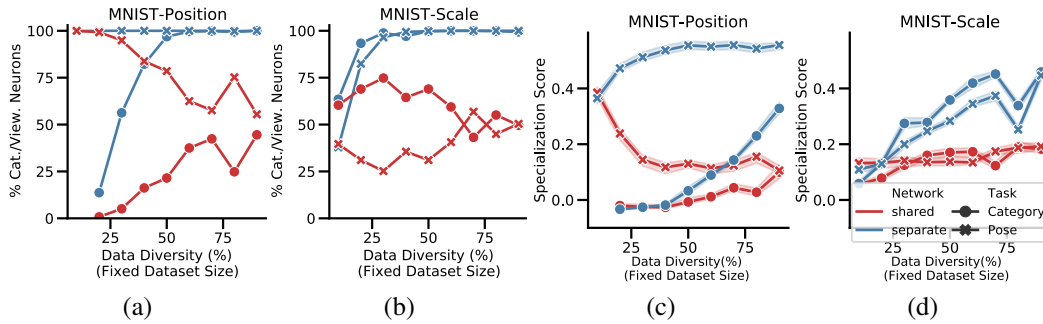 MNIST-Position
% Cat./View. Neurons
100
75
50
25
0
25 50 75
Data Diversity (%)
(Fixed Dataset Size)
(a)
MNIST-Scale
% Cat./View. Neurons
100
75
50
25
0
25 50 75
Data Diversity (%)
(Fixed Dataset Size)
(b)
MNIST-Position
Specialization Score
0.4
0.2
0.0
25 50 75
Data Diversity(%)
(Fixed Dataset Size)
(c)
MNIST-Scale
Specialization Score
0.4
0.2
0.0
Network Task
shared Category
separate Pose
25 50 75
Data Diversity(%)
(Fixed Dataset Size)
(d)